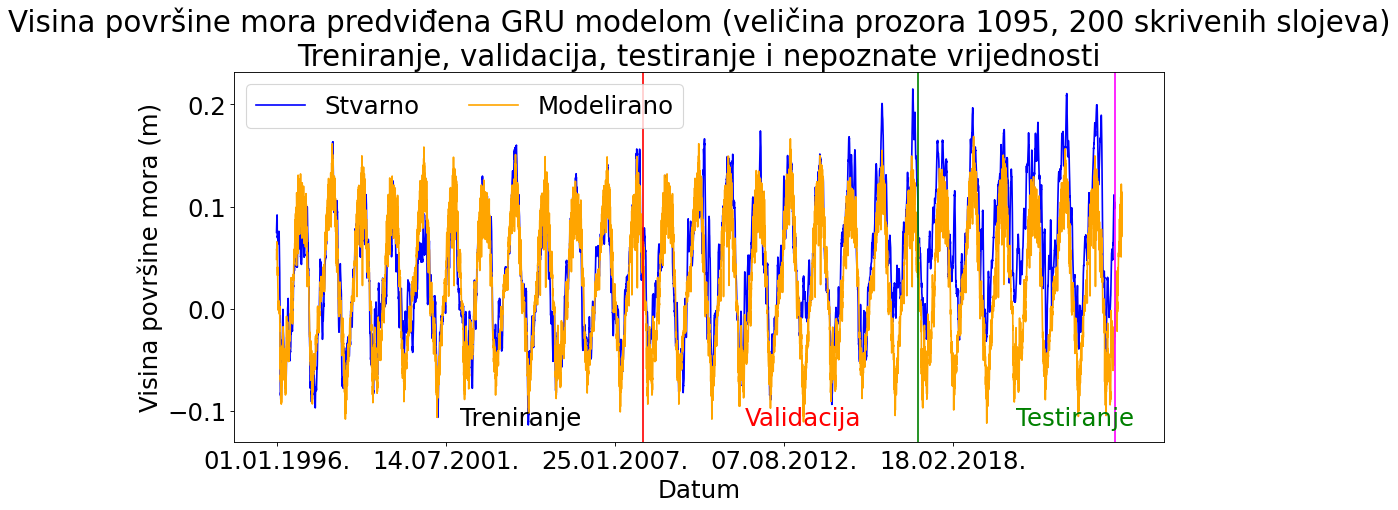 Visina površine mora predviđena GRU modelom (veličina prozora 1095, 200 skrivenih slojeva)
Treniranje, validacija, testiranje i nepoznate vrijednosti
Stvarno
Modelirano
Visina površine mora (m)
0.2
0.1
0.0
−0.1
Treniranje
Validacija
Testiranje
01.01.1996.
14.07.2001.
25.01.2007.
07.08.2012.
18.02.2018.
Datum